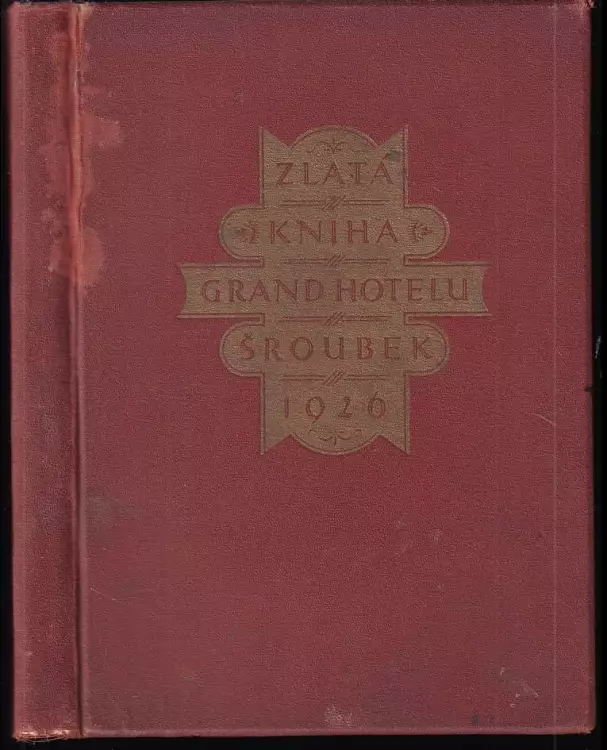 ZLATÁ
KNIHA
GRAND HOTELU
ŠROUBEK
1926